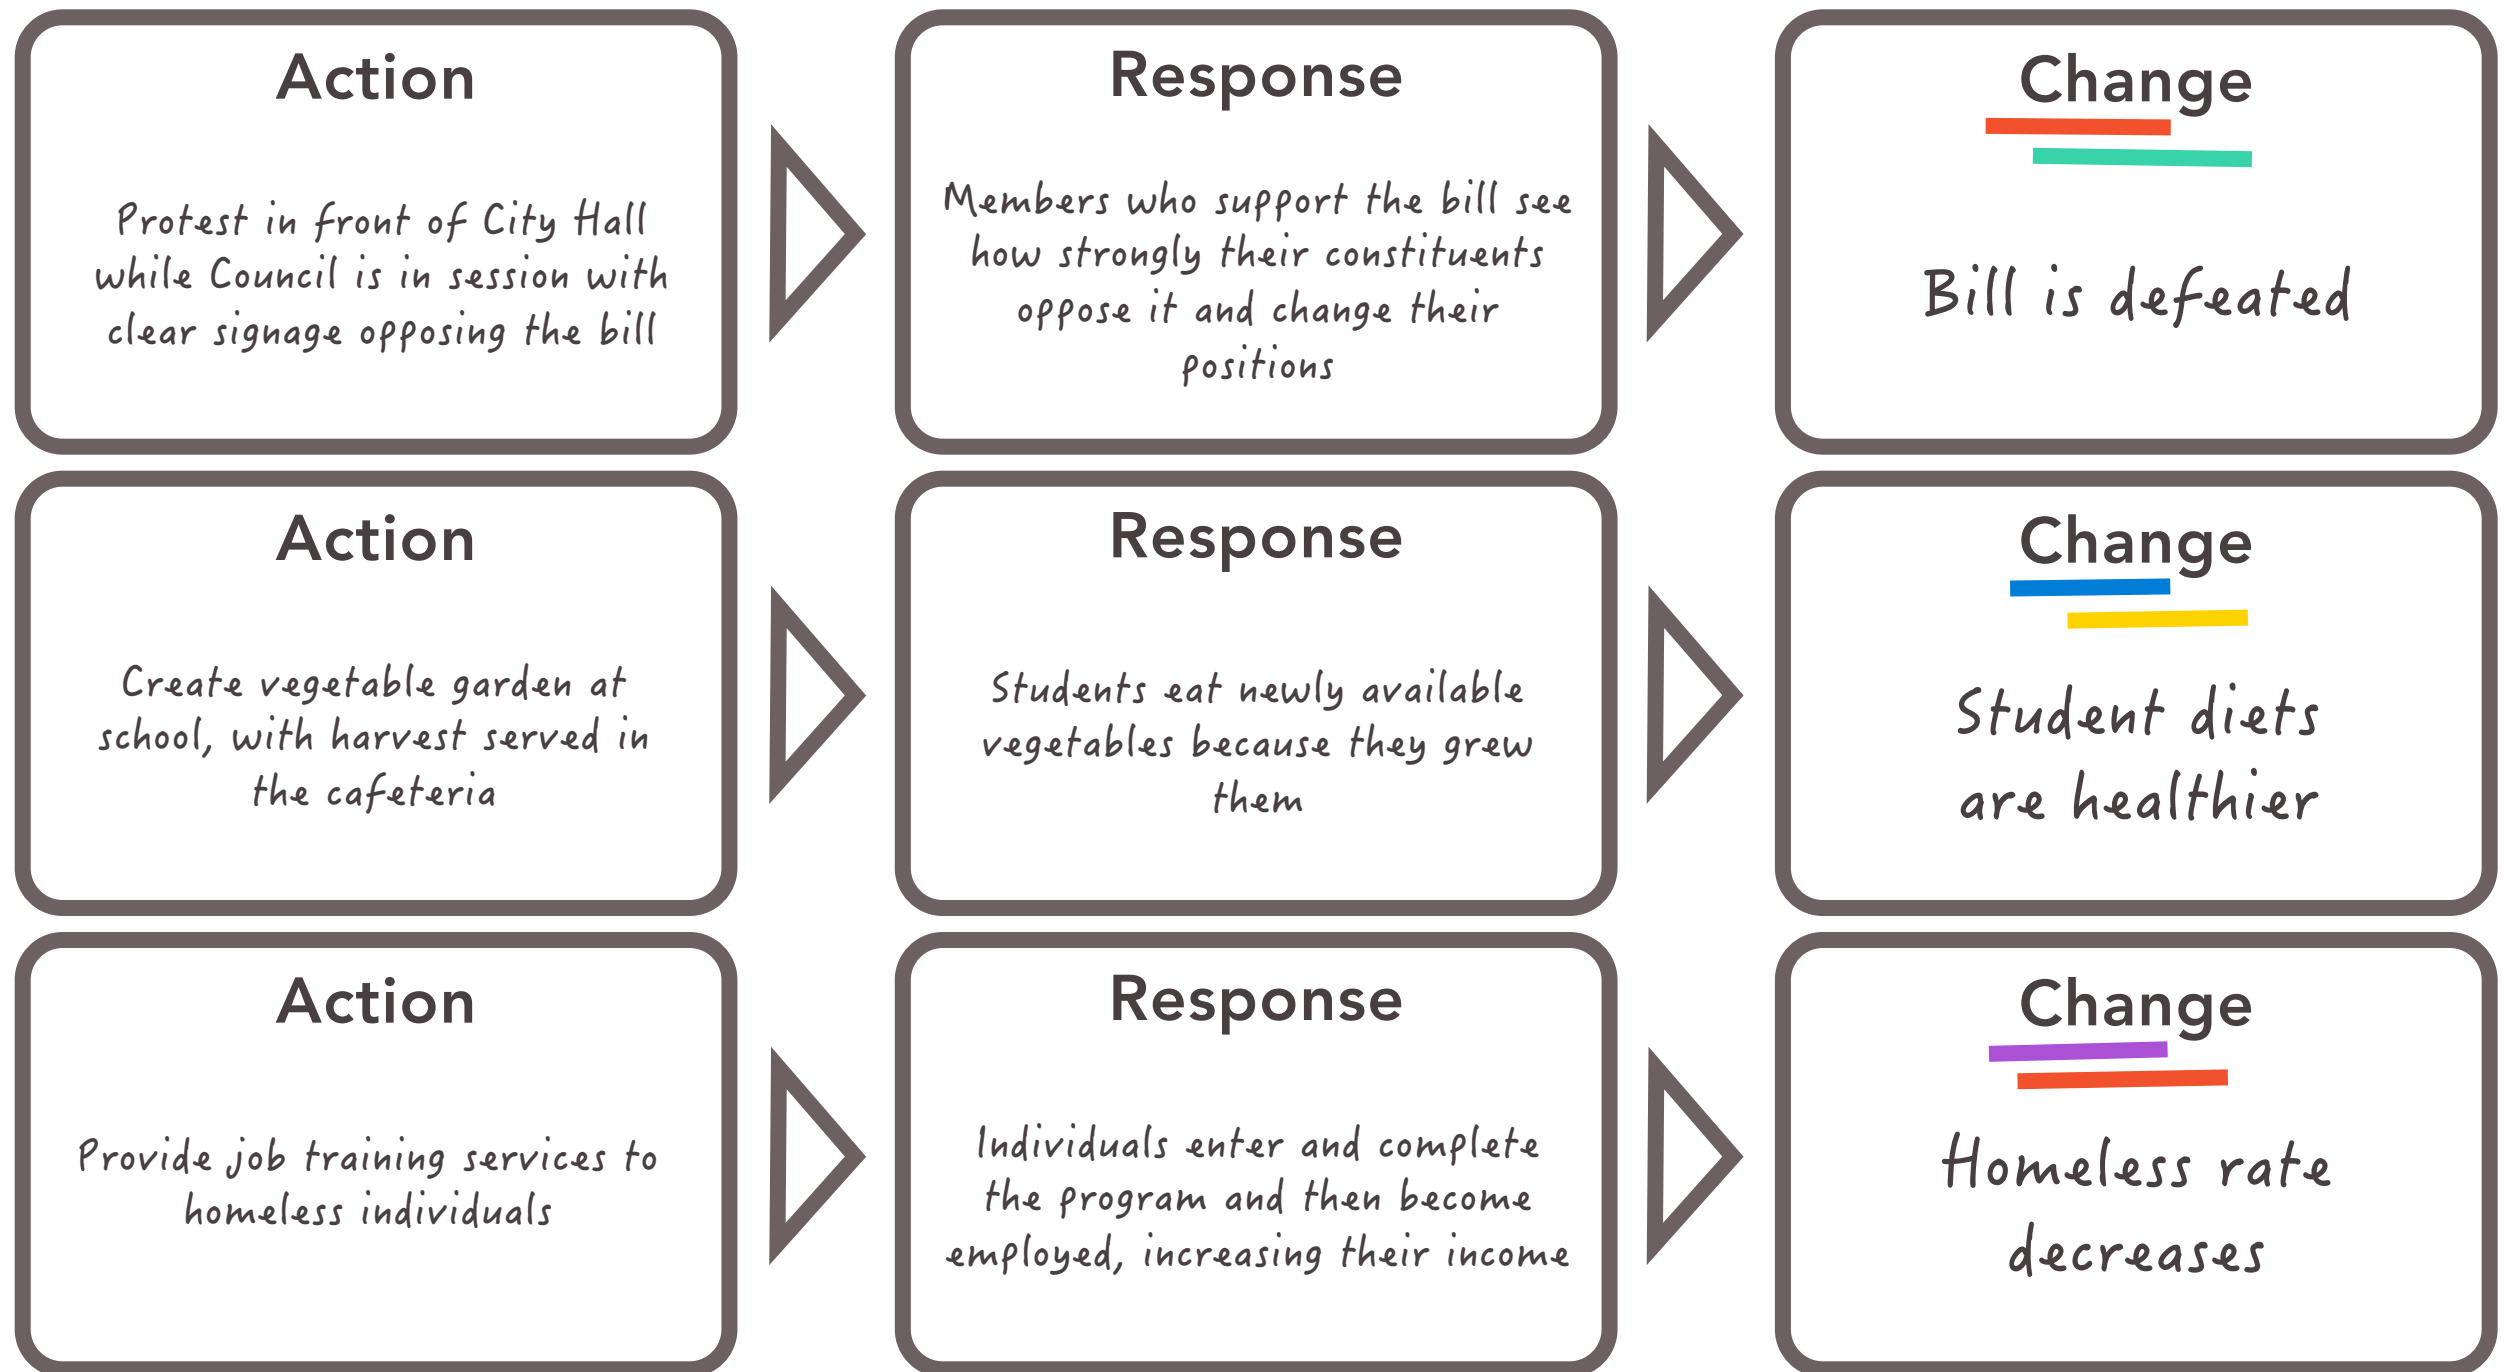 Action
Protest in front of City Hall
while Council is in session with
clear signage opposing the bill
Response
Members who support the bill see
how strongly their constituents
oppose it and change their
positions
Change
Bill is defeated
Action
Create vegetable garden at
school, with harvest served in
the cafeteria
Response
Students eat newly available
vegetables because they grew
them
Change
Student diets
are healthier
Action
Provide job training services to
homeless individuals
Response
Individuals enter and complete
the program and then become
employed, increasing their income
Change
Homeless rate
decreases